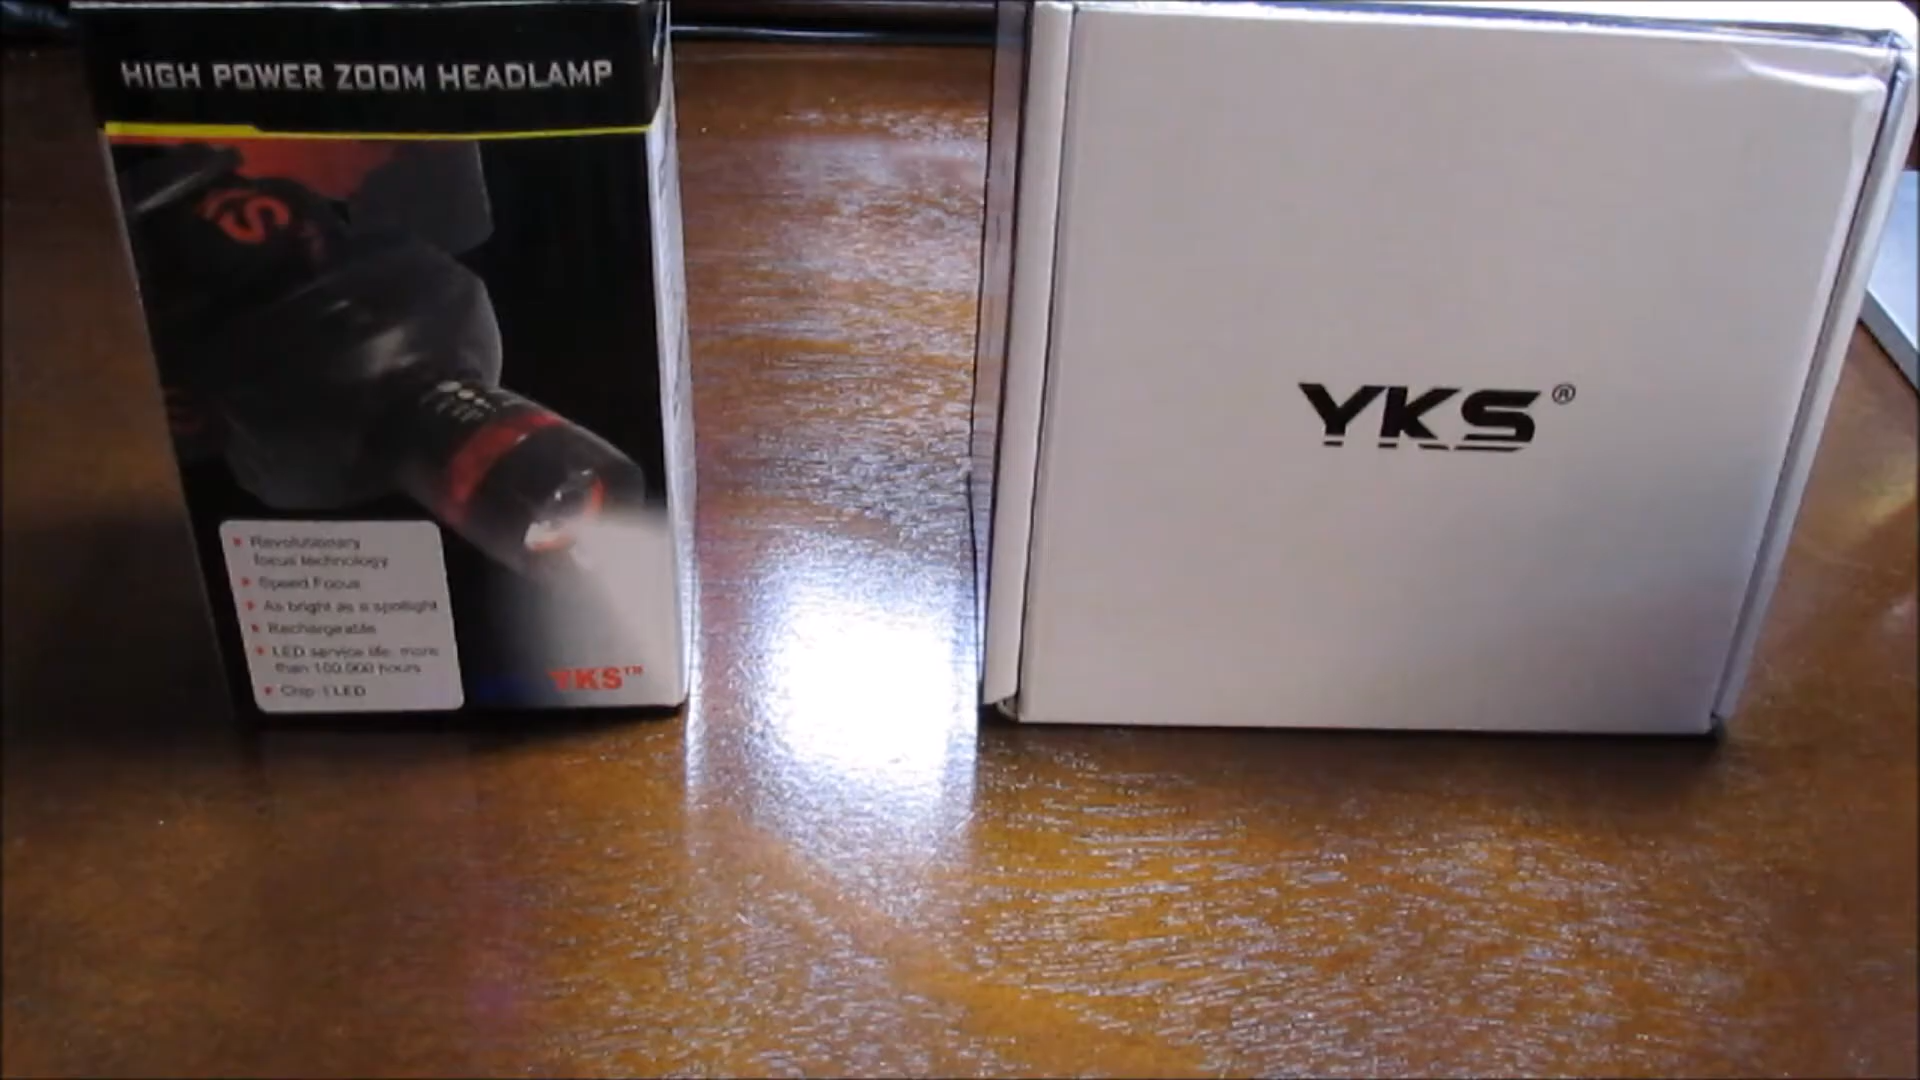 HIGH POWER ZOOM HEADLAMP
Revolutionary
focus technology
Speed Focus
As bright as a spotlight
Rechargeable
LED service life: more
than 100,000 hours
Chip: 1 LED
YKS™
YKS®